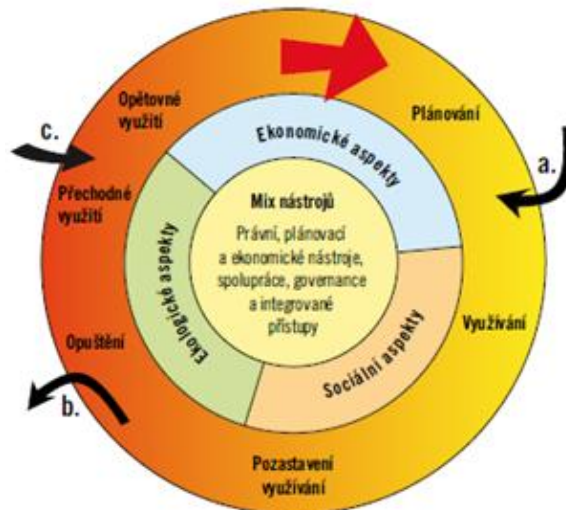 Opětovné
využití
Plánování
c.
a.
Přechodné
využití
Ekonomické aspekty
Mix nástrojů
Právní, plánovací
a ekonomické nástroje,
spolupráce, governance
a integrované
přístupy
Ekologické aspekty
Sociální aspekty
Využívání
Opuštění
b.
Pozastavení
využívání